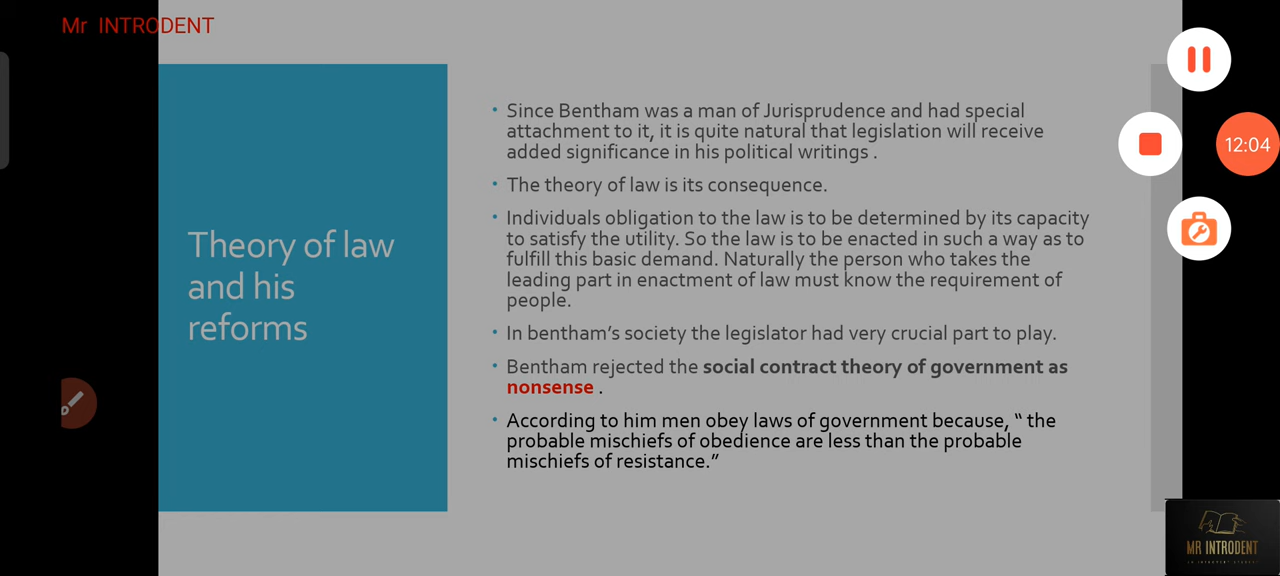 Mr INTRODENT
12:04
Theory of law
and his
reforms
• Since Bentham was a man of Jurisprudence and had special
attachment to it, it is quite natural that legislation will receive
added significance in his political writings .
• The theory of law is its consequence.
• Individuals obligation to the law is to be determined by its capacity
to satisfy the utility. So the law is to be enacted in such a way as to
fulfill this basic demand. Naturally the person who takes the
leading part in enactment of law must know the requirement of
people.
• In bentham's society the legislator had very crucial part to play.
• Bentham rejected the social contract theory of government as
nonsense .
• According to him men obey laws of government because, “ the
probable mischiefs of obedience are less than the probable
mischiefs of resistance.”
MR INTRODENT